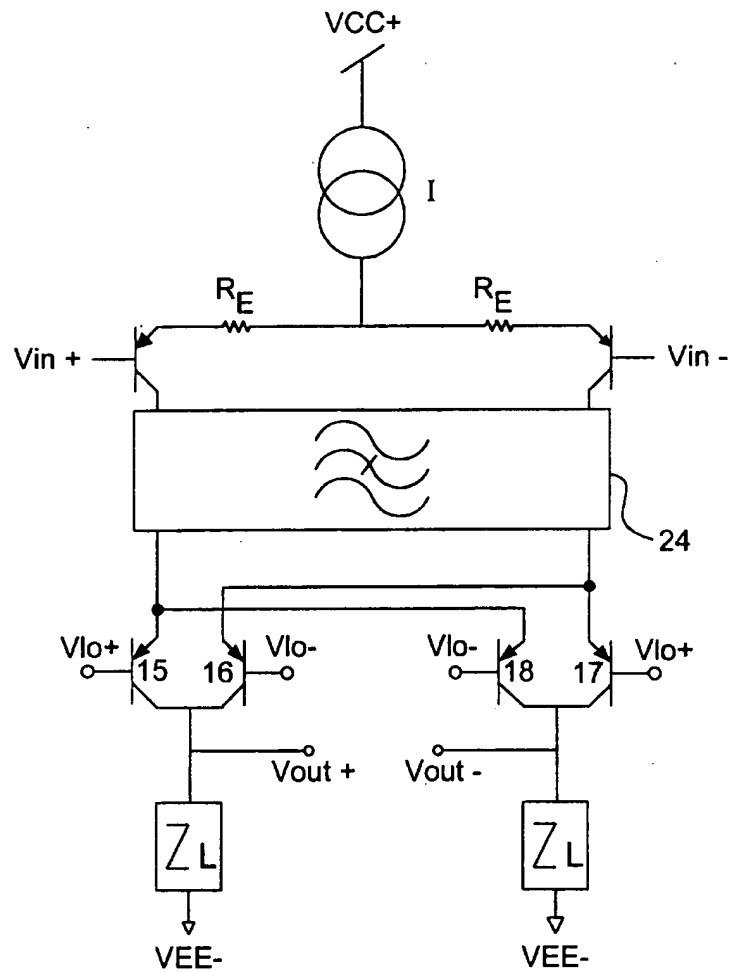 VCC+
I
RE RE
Vin + Vin -
24
Vlo+ 15 16 Vlo- Vlo- 18 17 Vlo+
Vout + Vout -
ZL ZL
VEE- VEE-